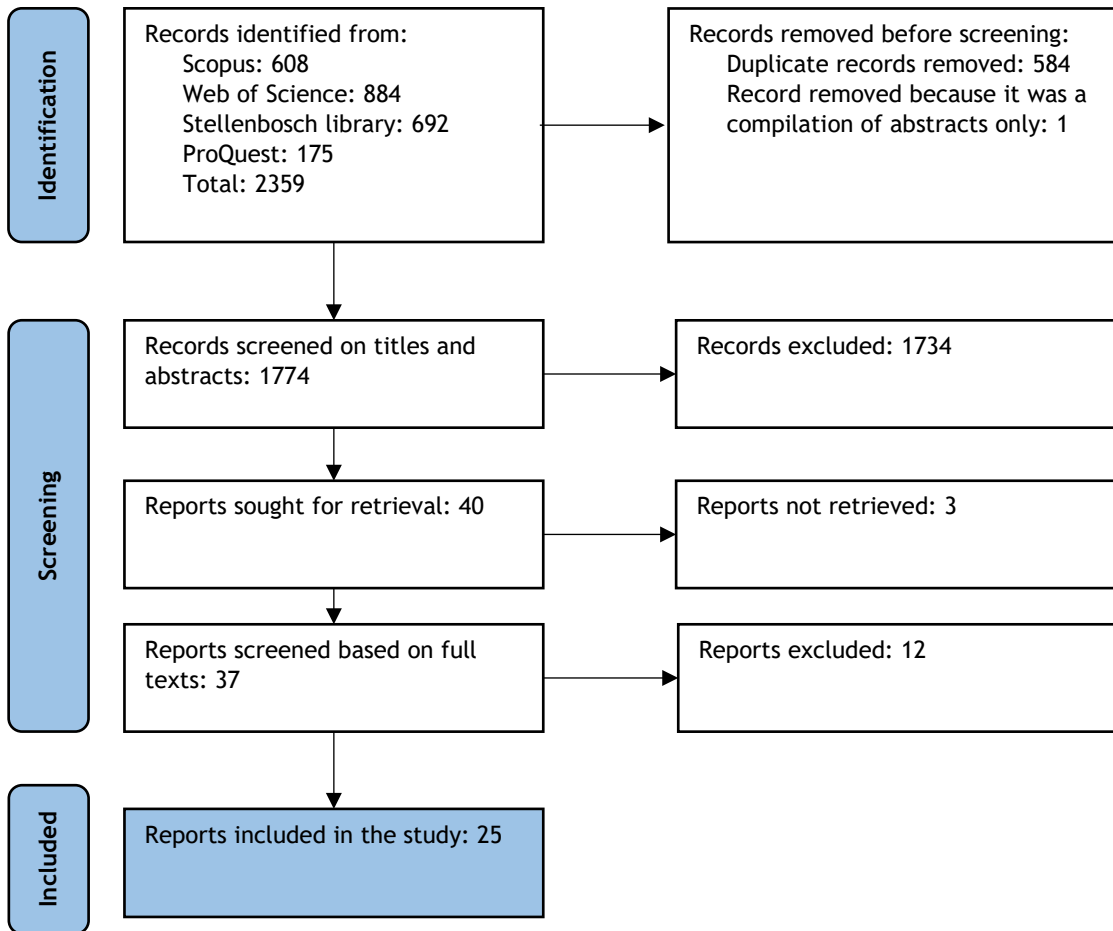 Identification
Records identified from:
Scopus: 608
Web of Science: 884
Stellenbosch library: 692
ProQuest: 175
Total: 2359
Records removed before screening:
Duplicate records removed: 584
Record removed because it was a
compilation of abstracts only: 1
Screening
Records screened on titles and
abstracts: 1774
Records excluded: 1734
Reports sought for retrieval: 40
Reports not retrieved: 3
Reports screened based on full
texts: 37
Reports excluded: 12
Included
Reports included in the study: 25